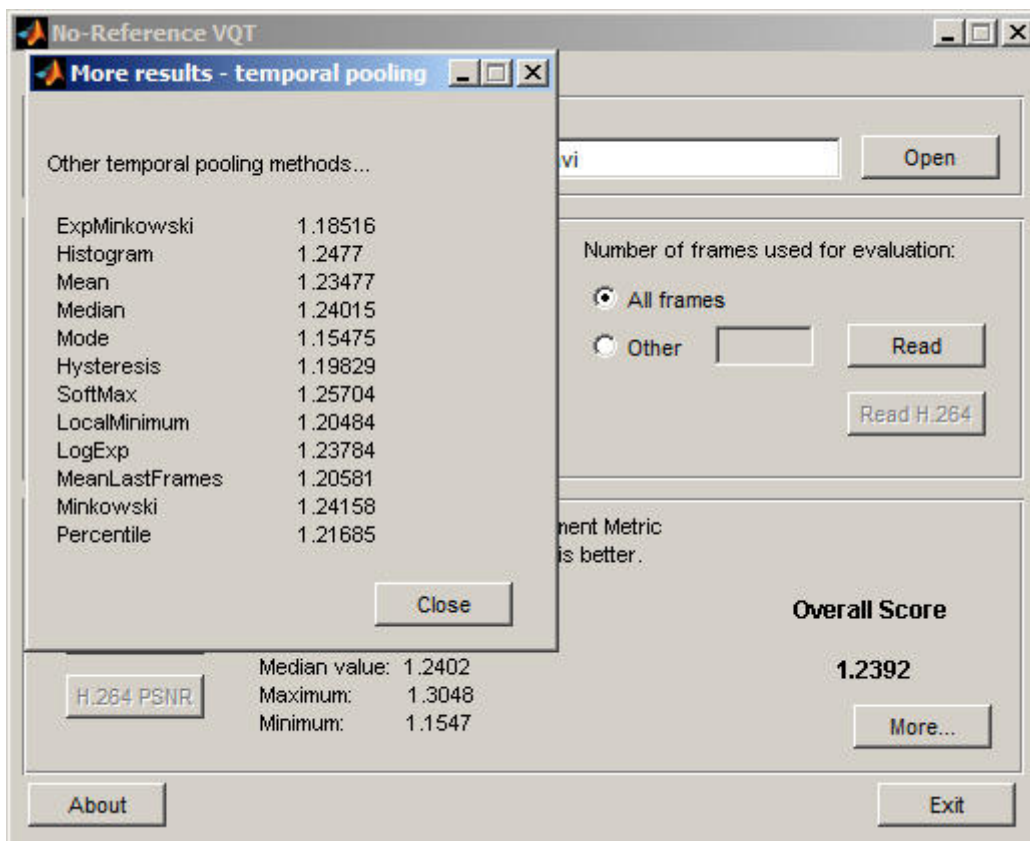 No-Reference VQT
More results - temporal pooling
Other temporal pooling methods...
ExpMinkowski 1.18516
Histogram 1.2477
Mean 1.23477
Median 1.24015
Mode 1.15475
Hysteresis 1.19829
SoftMax 1.25704
LocalMinimum 1.20484
LogExp 1.23784
MeanLastFrames 1.20581
Minkowski 1.24158
Percentile 1.21685
Close
vi
Open
Number of frames used for evaluation:
All frames
Other
Read
Read H.264
nent Metric
is better.
Overall Score
1.2392
H.264 PSNR
Median value: 1.2402
Maximum: 1.3048
Minimum: 1.1547
More...
About
Exit